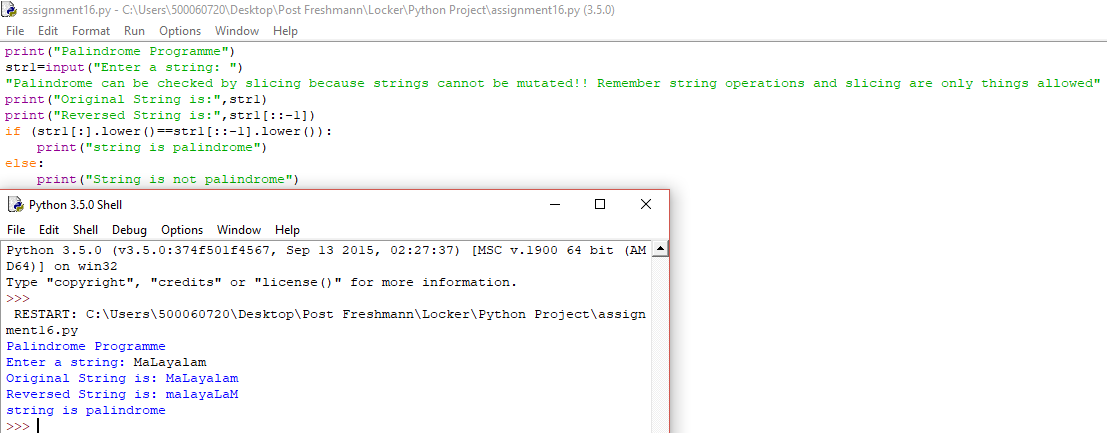 assignment16.py - C:\Users\500060720\Desktop\Post Freshmann\Locker\Python Project\assignment16.py (3.5.0)
File Edit Format Run Options Window Help
print("Palindrome Programme")
str1=input("Enter a string: ")
"Palindrome can be checked by slicing because strings cannot be mutated!! Remember string operations and slicing are only things allowed"
print("Original String is:",str1)
print("Reversed String is:",str1[::-1])
if (str1[:].lower()==str1[::-1].lower()):
    print("string is palindrome")
else:
    print("String is not palindrome")
Python 3.5.0 Shell
File Edit Shell Debug Options Window Help
Python 3.5.0 (v3.5.0:374f501f4567, Sep 13 2015, 02:27:37) [MSC v.1900 64 bit (AM
D64)] on win32
Type "copyright", "credits" or "license()" for more information.
>>>
 RESTART: C:\Users\500060720\Desktop\Post Freshmann\Locker\Python Project\assign
ment16.py
Palindrome Programme
Enter a string: MaLayalam
Original String is: MaLayalam
Reversed String is: malayaLaM
string is palindrome
>>>